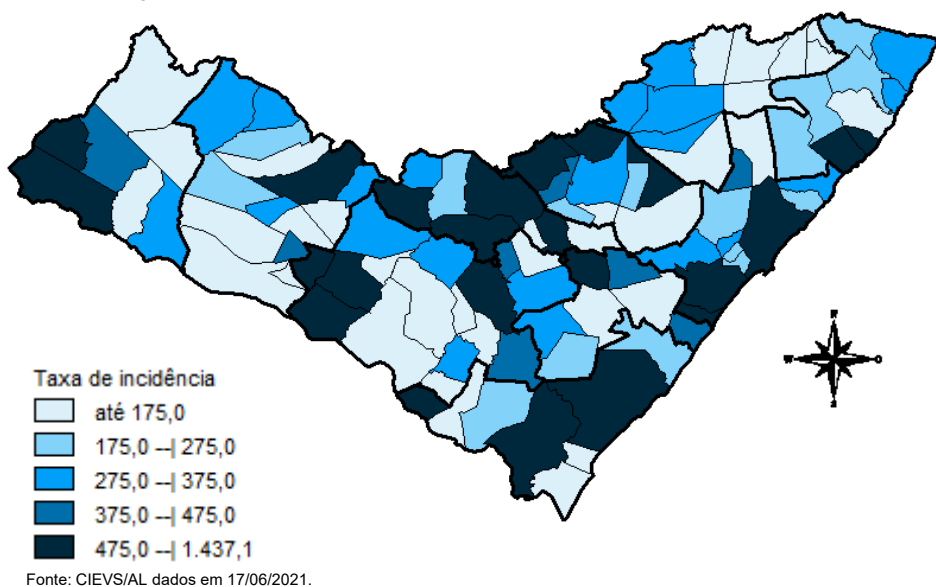 Taxa de incidência
até 175,0
175,0 --| 275,0
275,0 --| 375,0
375,0 --| 475,0
475,0 --| 1.437,1
Fonte: CIEVS/AL dados em 17/06/2021.